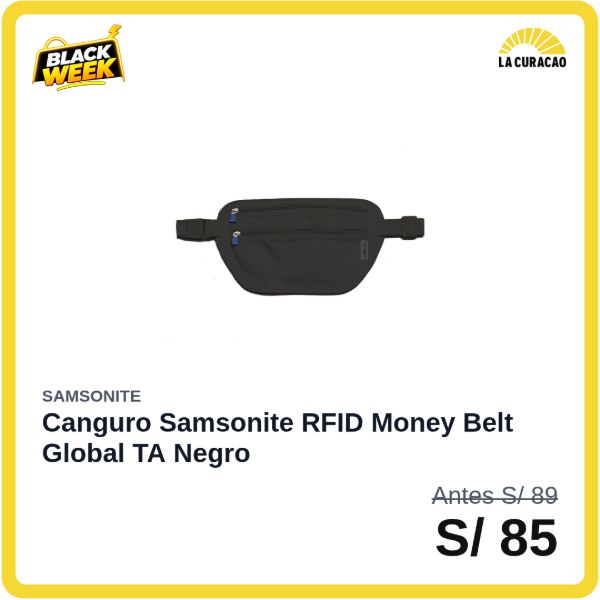 BLACK
WEEK
LA CURACAO
SAMSONITE
Canguro Samsonite RFID Money Belt
Global TA Negro
Antes S/ 89
S/ 85